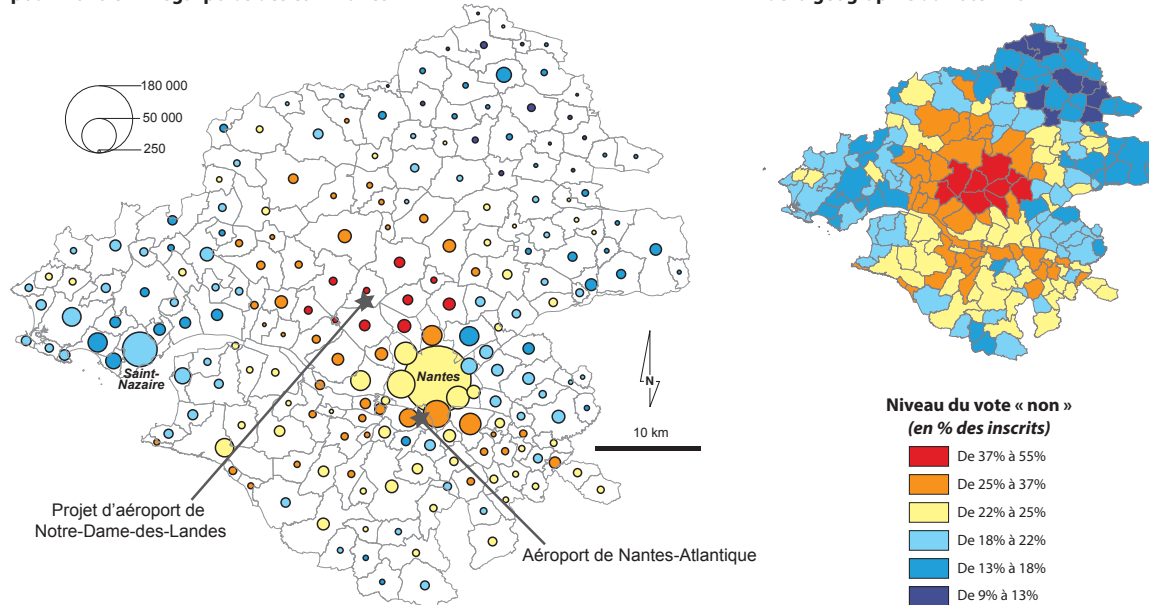 180 000
50 000
250
Saint-
Nazaire
Nantes
N
10 km
Projet d'aéroport de
Notre-Dame-des-Landes
Aéroport de Nantes-Atlantique
Niveau du vote « non »
(en % des inscrits)
De 37% à 55%
De 25% à 37%
De 22% à 25%
De 18% à 22%
De 13% à 18%
De 9% à 13%